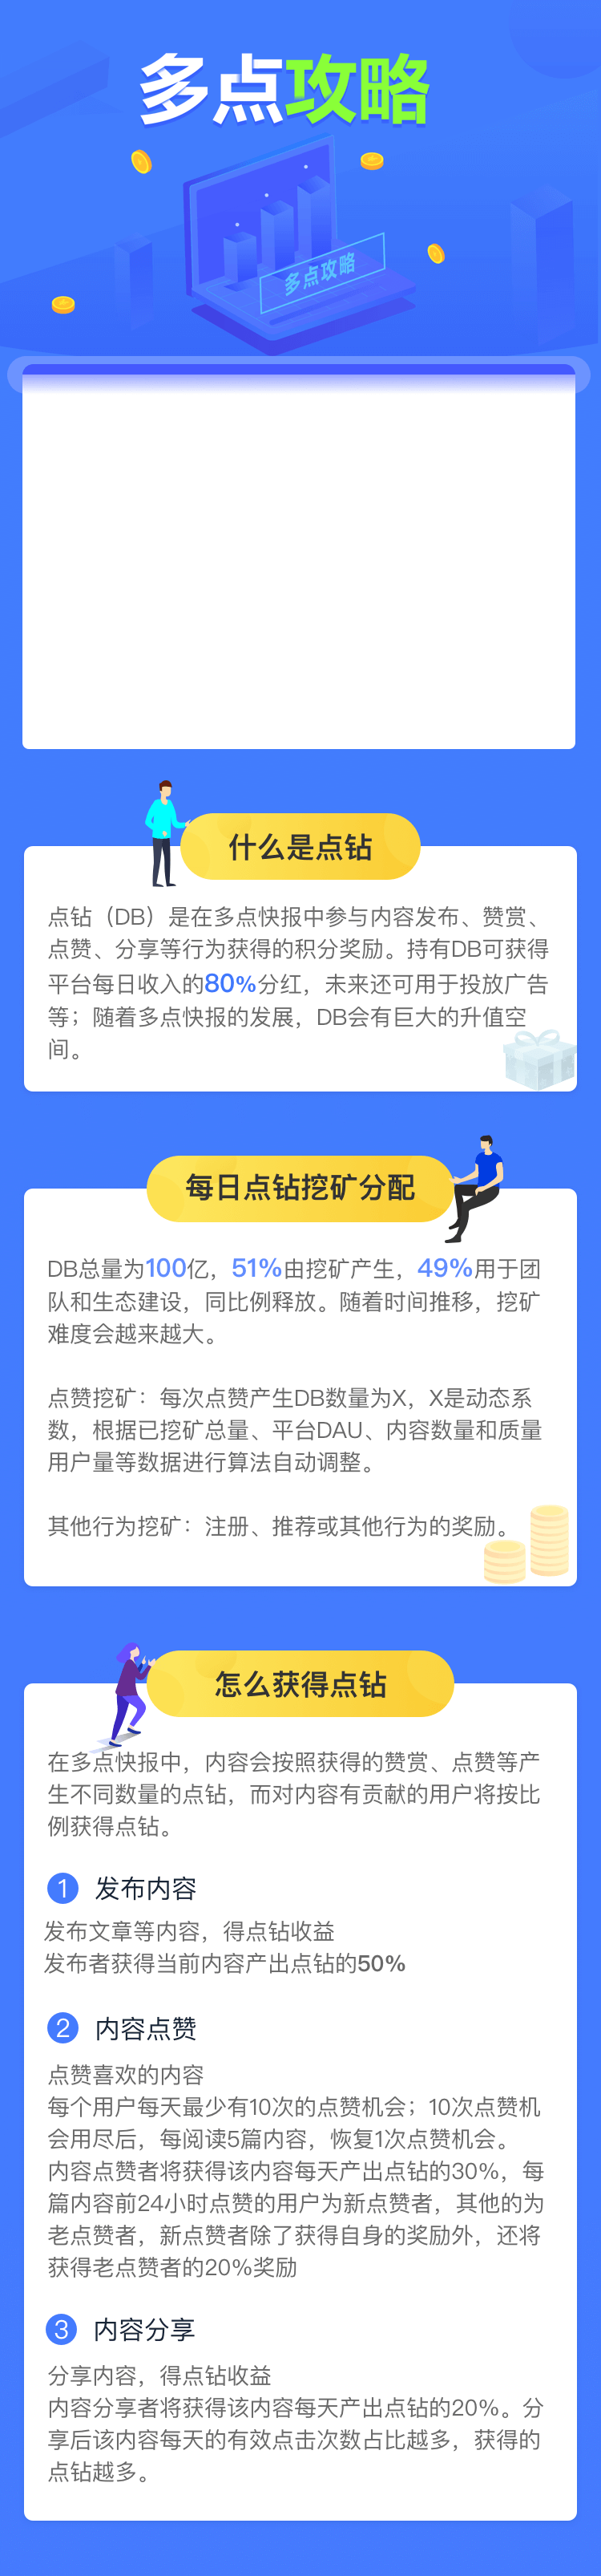 多点攻略
多点攻略
什么是点钻
点钻（DB）是在多点快报中参与内容发布、赞赏、
点赞、分享等行为获得的积分奖励。持有DB可获得
平台每日收入的80%分红，未来还可用于投放广告
等；随着多点快报的发展，DB会有巨大的升值空
间。
每日点钻挖矿分配
DB总量为100亿，51%由挖矿产生，49%用于团
队和生态建设，同比例释放。随着时间推移，挖矿
难度会越来越大。
点赞挖矿：每次点赞产生DB数量为X，X是动态系
数，根据已挖矿总量、平台DAU、内容数量和质量
用户量等数据进行算法自动调整。
其他行为挖矿：注册、推荐或其他行为的奖励。
怎么获得点钻
在多点快报中，内容会按照获得的赞赏、点赞等产
生不同数量的点钻，而对内容有贡献的用户将按比
例获得点钻。
1 发布内容
发布文章等内容，得点钻收益
发布者获得当前内容产出点钻的50%
2 内容点赞
点赞喜欢的内容
每个用户每天最少有10次的点赞机会；10次点赞机
会用尽后，每阅读5篇内容，恢复1次点赞机会。
内容点赞者将获得该内容每天产出点钻的30%，每
篇内容前24小时点赞的用户为新点赞者，其他的为
老点赞者，新点赞者除了获得自身的奖励外，还将
获得老点赞者的20%奖励
3 内容分享
分享内容，得点钻收益
内容分享者将获得该内容每天产出点钻的20%。分
享后该内容每天的有效点击次数占比越多，获得的
点钻越多。